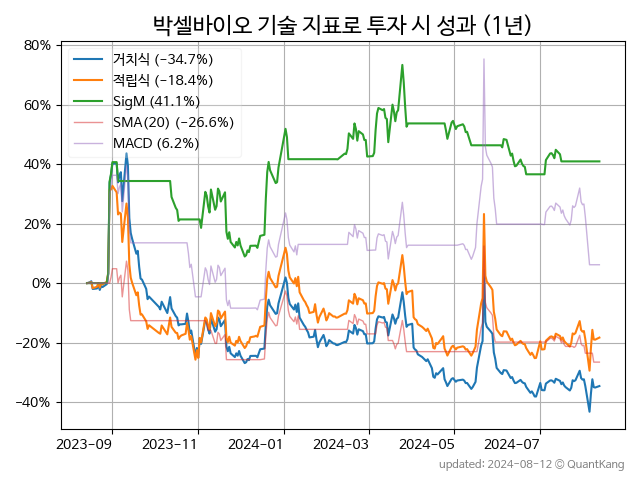 박셀바이오 기술 지표로 투자 시 성과 (1년)
80%
60%
40%
20%
0%
−20%
−40%
거치식 (−34.7%)
적립식 (−18.4%)
SigM (41.1%)
SMA(20) (−26.6%)
MACD (6.2%)
2023-09 2023-11 2024-01 2024-03 2024-05 2024-07
updated: 2024-08-12 © QuantKang